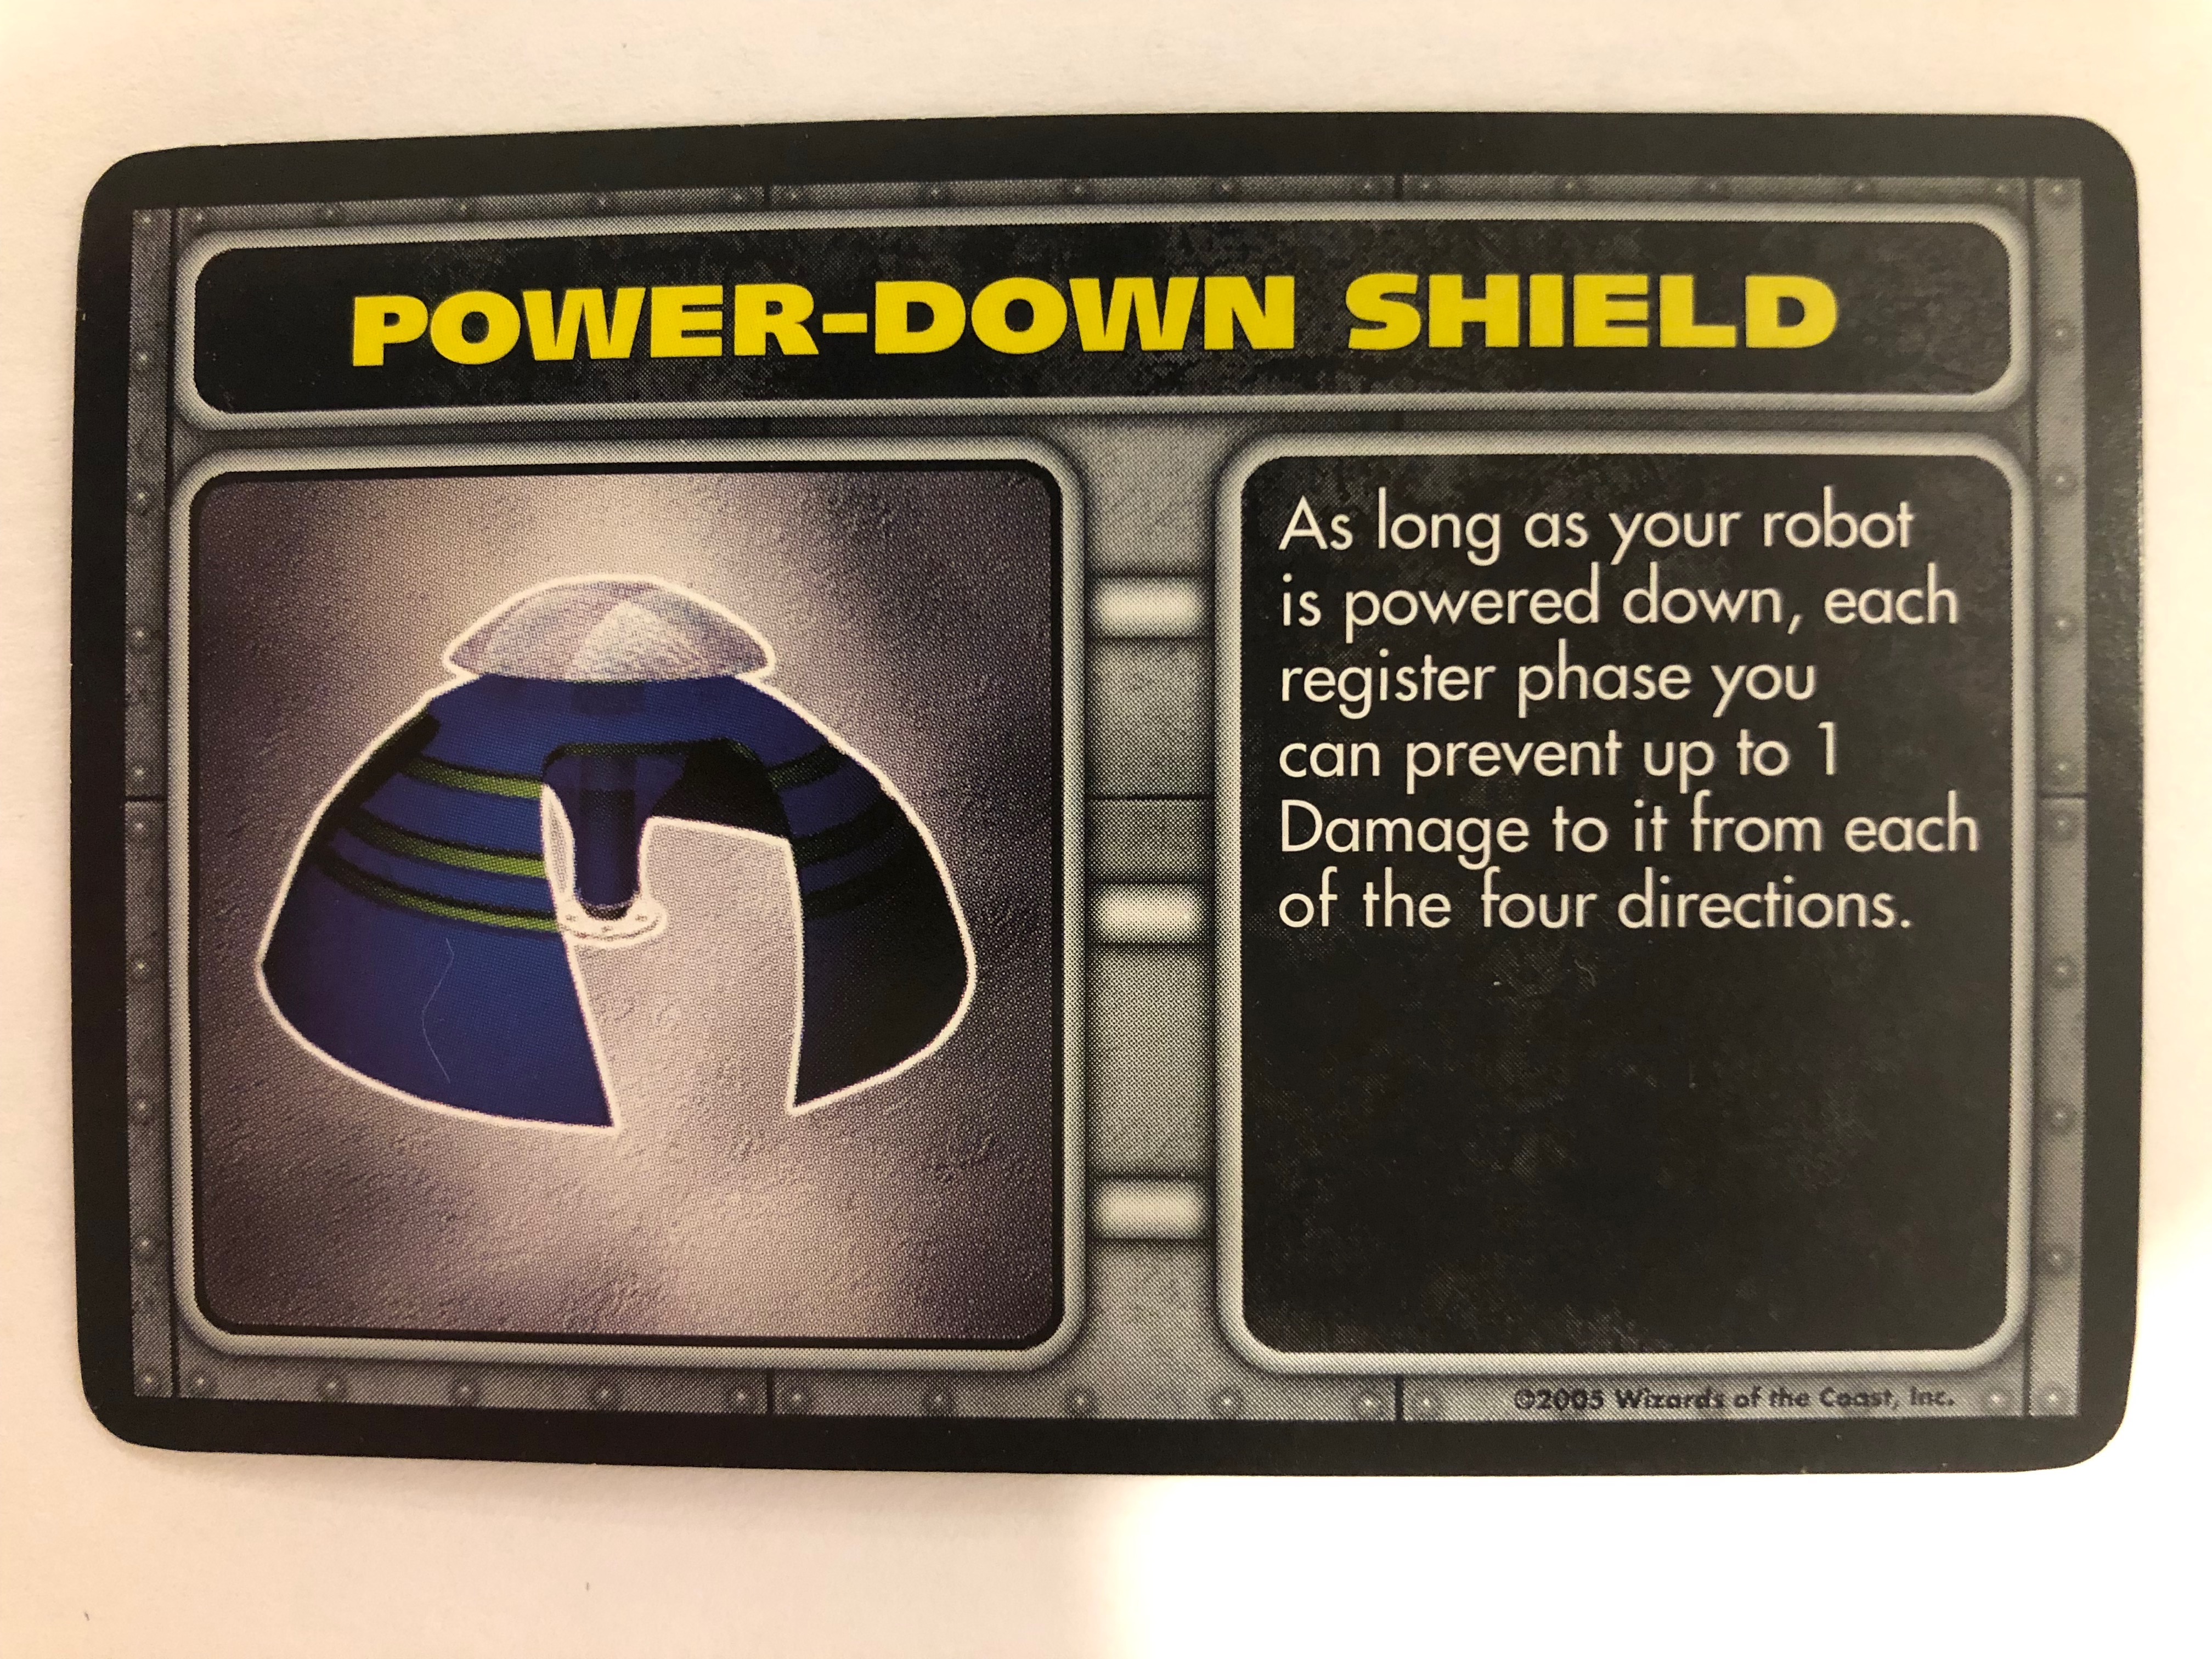 POWER-DOWN SHIELD
As long as your robot
is powered down, each
register phase you
can prevent up to 1
Damage to it from each
of the four directions.
©2005 Wizards of the Coast, Inc.